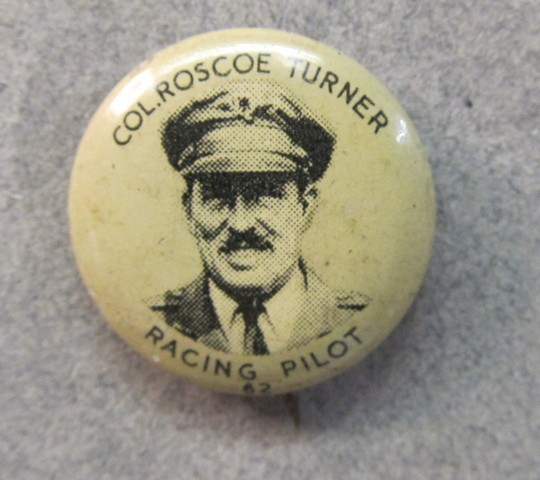 COL. ROSCOE TURNER
RACING PILOT
62